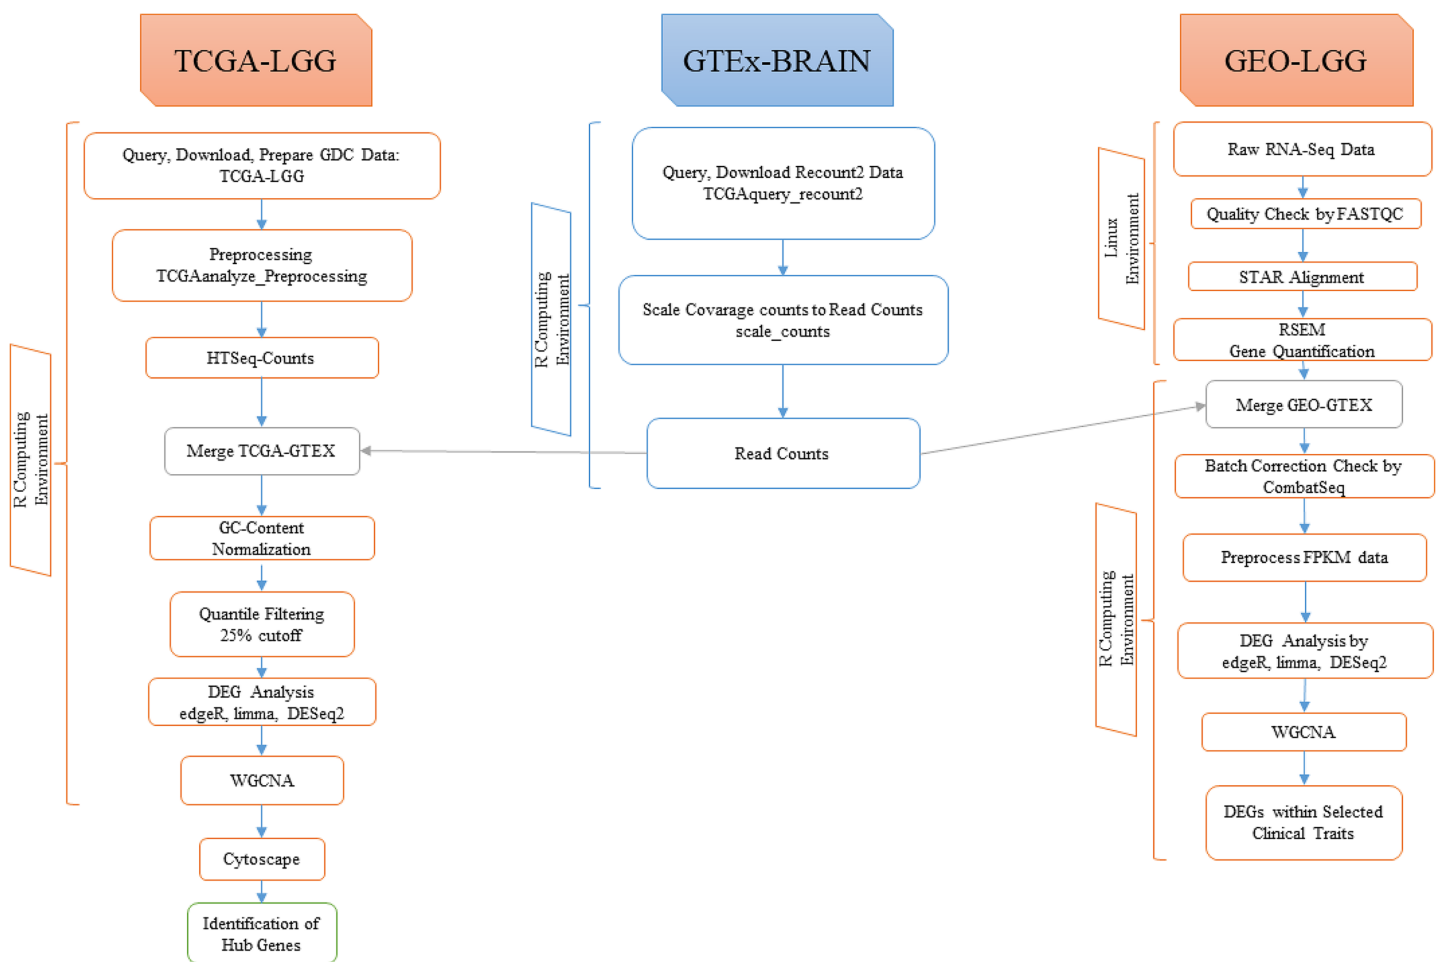 TCGA-LGG
Query, Download, Prepare GDC Data:
TCGA-LGG
Preprocessing
TCGAanalyze_Preprocessing
HTSeq-Counts
Merge TCGA-GTEX
GC-Content
Normalization
Quantile Filtering
25% cutoff
DEG Analysis
edgeR, limma, DESeq2
WGCNA
Cytoscape
Identification of
Hub Genes
R Computing
Environment
GTEx-BRAIN
Query, Download Recount2 Data
TCGAquery_recount2
Scale Covarage counts to Read Counts
scale_counts
Read Counts
R Computing
Environment
GEO-LGG
Raw RNA-Seq Data
Quality Check by FASTQC
STAR Alignment
RSEM
Gene Quantification
Linux
Environment
Merge GEO-GTEX
Batch Correction Check by
CombatSeq
Preprocess FPKM data
DEG Analysis by
edgeR, limma, DESeq2
WGCNA
DEGs within Selected
Clinical Traits
R Computing
Environment